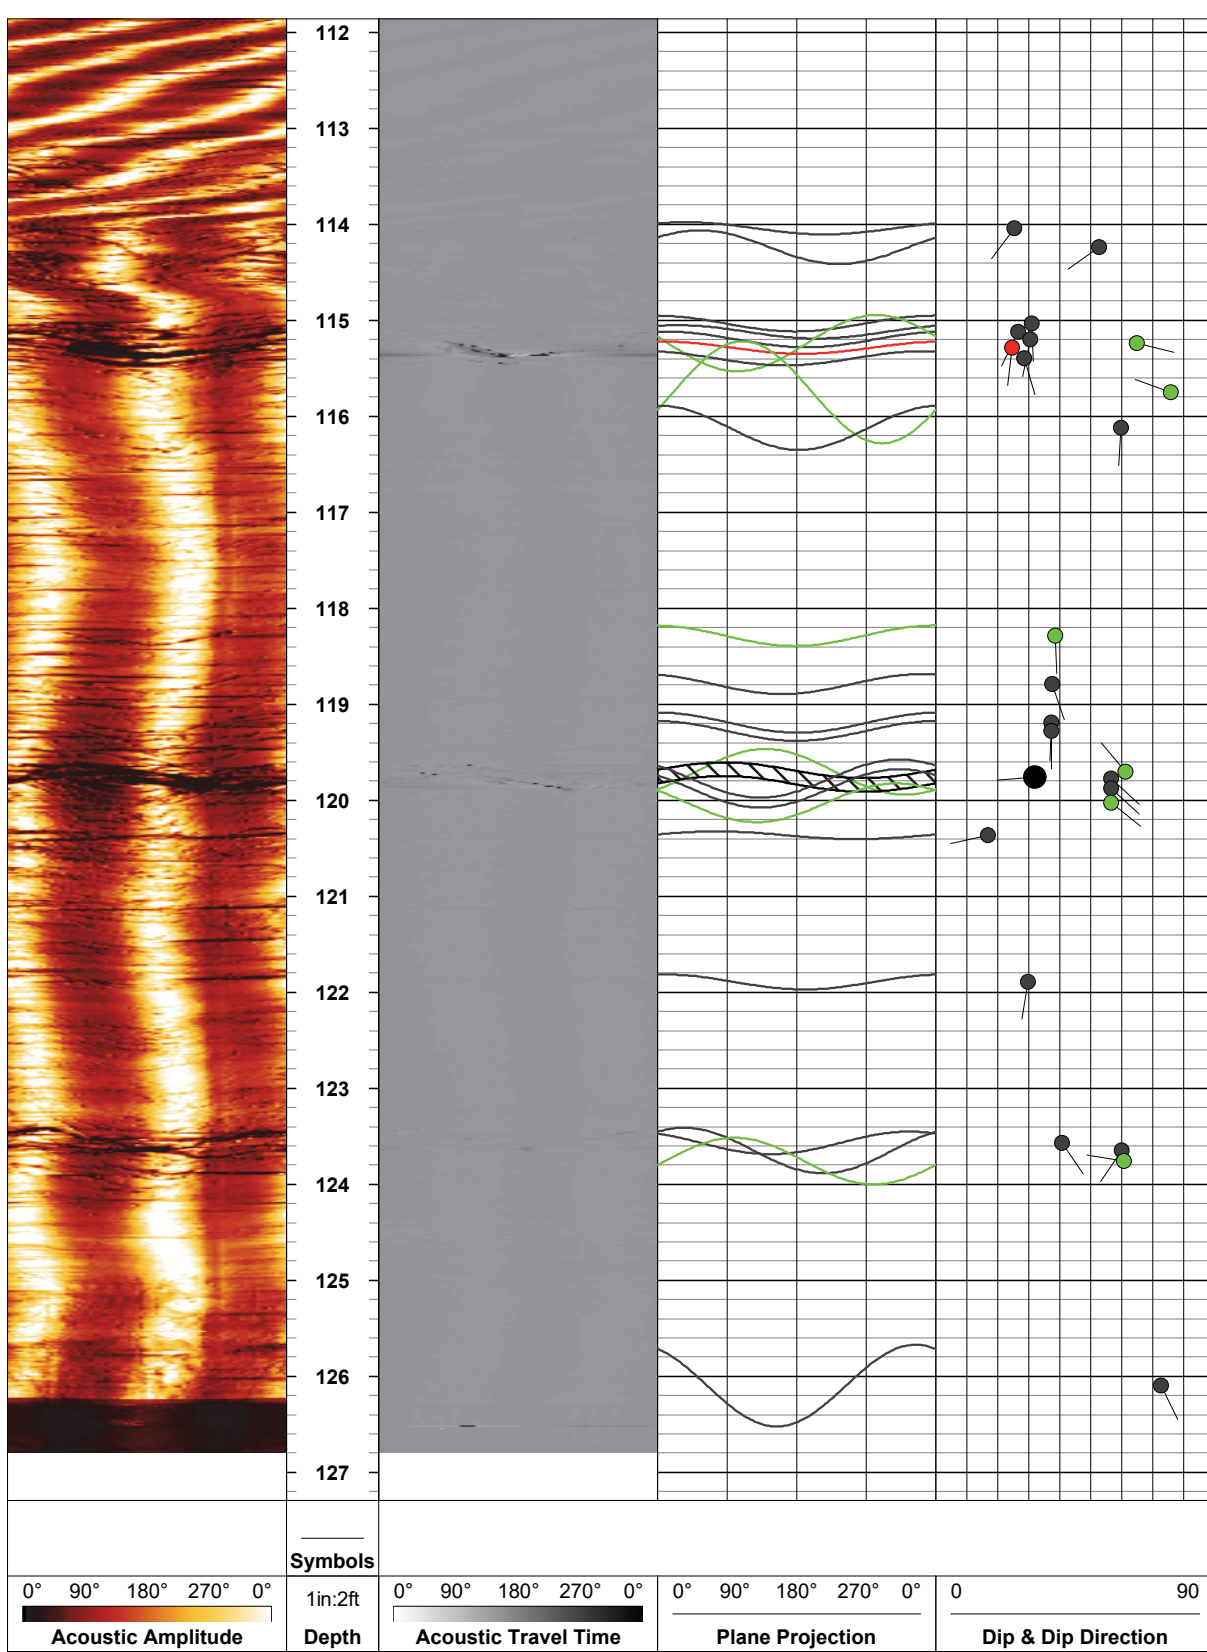 112
113
114
115
116
117
118
119
120
121
122
123
124
125
126
127
Symbols
0° 90° 180° 270° 0°
1in:2ft
0° 90° 180° 270° 0°
0° 90° 180° 270° 0°
0 90
Acoustic Amplitude
Depth
Acoustic Travel Time
Plane Projection
Dip & Dip Direction